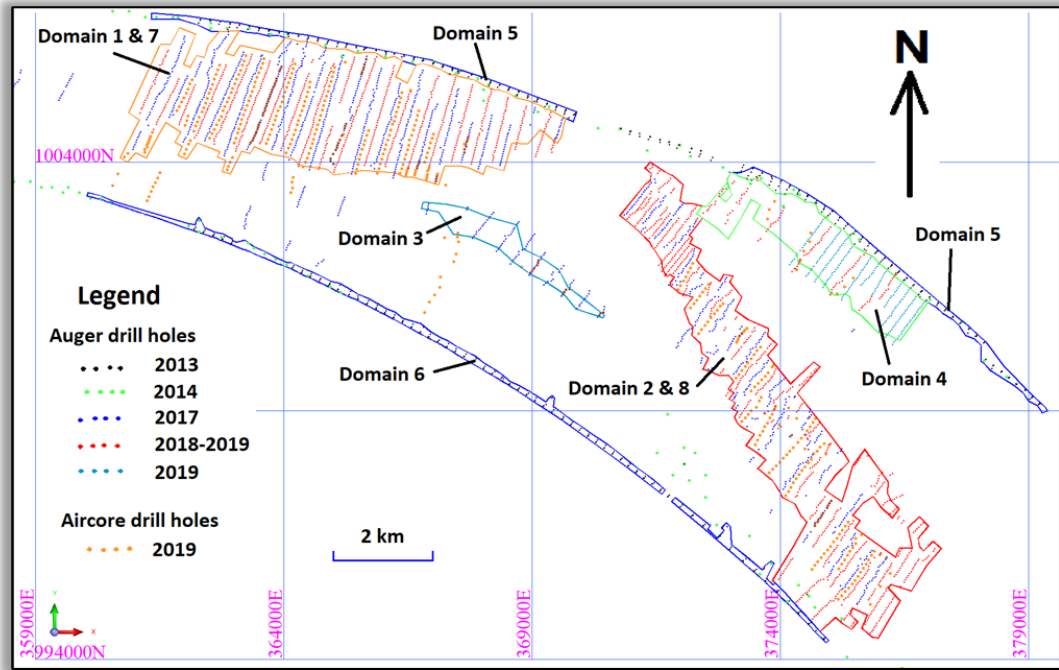 Domain 1 & 7
Domain 5
N
1004000N
Domain 3
Domain 5
Legend
Auger drill holes
2013
2014
2017
2018-2019
2019
Aircore drill holes
2019
Domain 6
Domain 2 & 8
Domain 4
2 km
Y
X
359000E
364000E
369000E
374000E
379000E
994000N